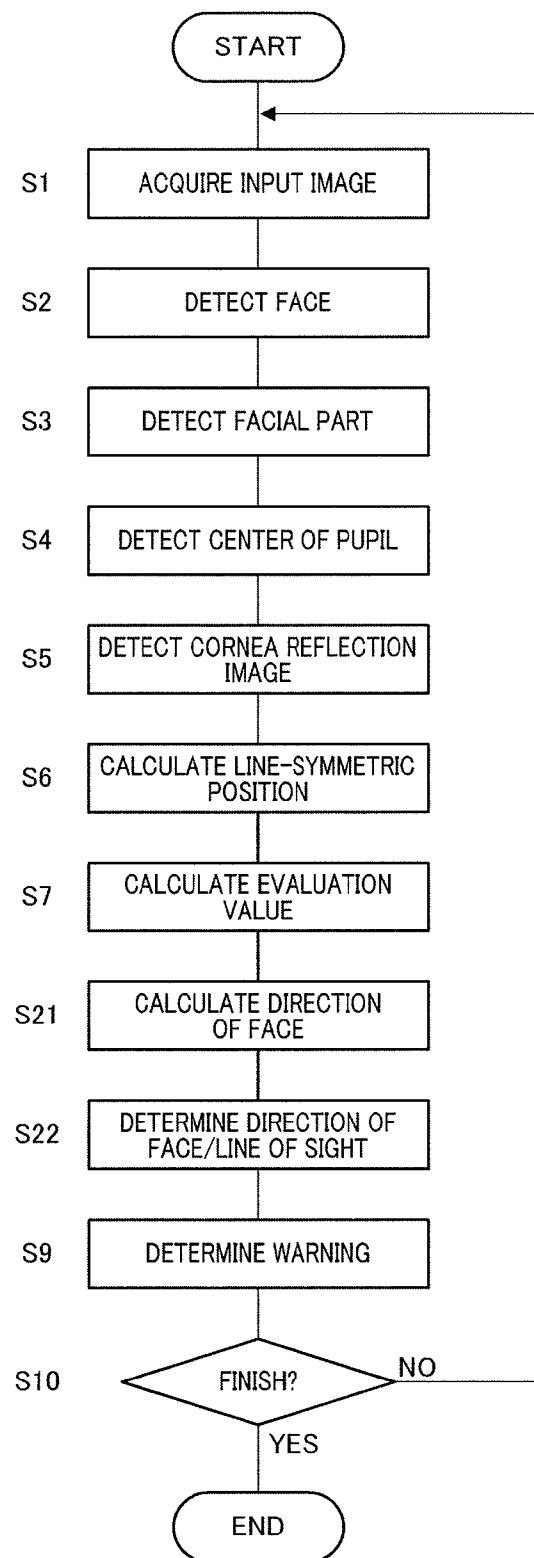 START
S1 ACQUIRE INPUT IMAGE
S2 DETECT FACE
S3 DETECT FACIAL PART
S4 DETECT CENTER OF PUPIL
S5 DETECT CORNEA REFLECTION
IMAGE
S6 CALCULATE LINE-SYMMETRIC
POSITION
S7 CALCULATE EVALUATION
VALUE
S21 CALCULATE DIRECTION
OF FACE
S22 DETERMINE DIRECTION OF
FACE/LINE OF SIGHT
S9 DETERMINE WARNING
S10 FINISH? NO
YES
END